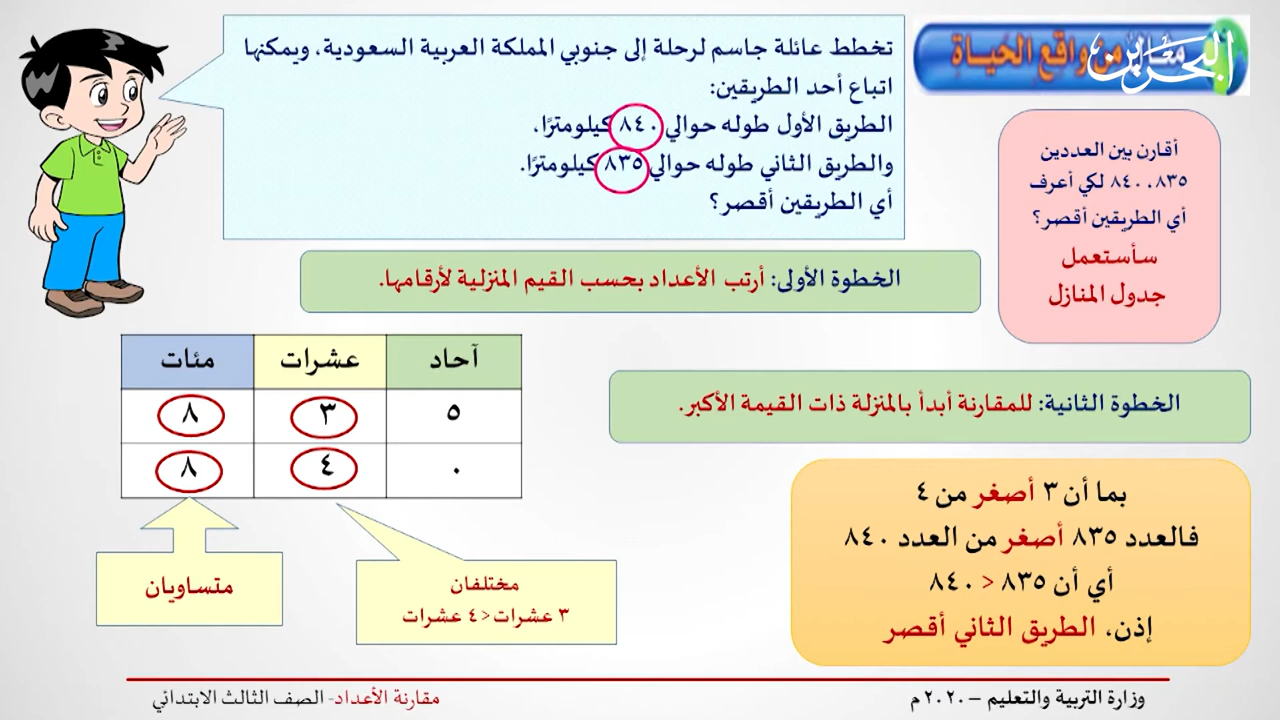 مثال من واقع الحياة
البحرين
تخطط عائلة جاسم لرحلة إلى جنوبي المملكة العربية السعودية، ويمكنها
اتباع أحد الطريقين:
الطريق الأول طوله حوالي ٨٤٠ كيلومترًا،
والطريق الثاني طوله حوالي ٨٣٥ كيلومترًا.
أي الطريقين أقصر؟
أقارن بين العددين
٨٣٥، ٨٤٠ لكي أعرف
أي الطريقين أقصر؟
سأستعمل
جدول المنازل
الخطوة الأولى: أرتب الأعداد بحسب القيم المنزلية لأرقامها.
آحاد عشرات مئات
٥ ٣ ٨
٠ ٤ ٨
متساويان
مختلفان
٣ عشرات < ٤ عشرات
الخطوة الثانية: للمقارنة أبدأ بالمنزلة ذات القيمة الأكبر.
بما أن ٣ أصغر من ٤
فالعدد ٨٣٥ أصغر من العدد ٨٤٠
أي أن ٨٣٥ < ٨٤٠
إذن، الطريق الثاني أقصر
وزارة التربية والتعليم – ٢٠٢٠م
مقارنة الأعداد- الصف الثالث الابتدائي